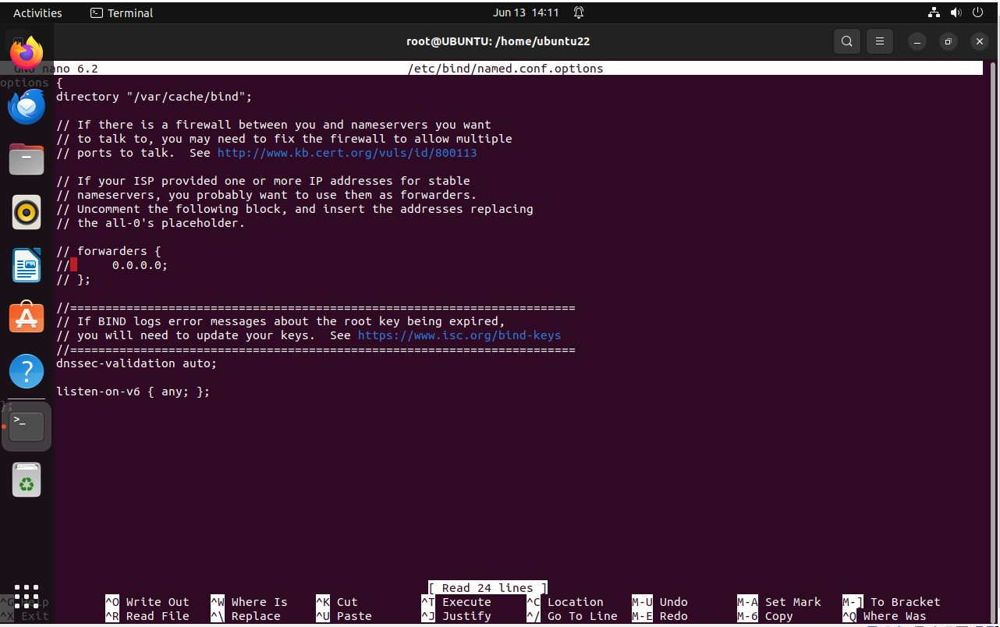 Activities
Terminal
Jun 13 14:11
root@UBUNTU: /home/ubuntu22
GNU nano 6.2 /etc/bind/named.conf.options
options {
directory "/var/cache/bind";
// If there is a firewall between you and nameservers you want
// to talk to, you may need to fix the firewall to allow multiple
// ports to talk. See http://www.kb.cert.org/vuls/id/800113
// If your ISP provided one or more IP addresses for stable
// nameservers, you probably want to use them as forwarders.
// Uncomment the following block, and insert the addresses replacing
// the all-0's placeholder.
// forwarders {
// 0.0.0.0;
// };
//========================================================================
// If BIND logs error messages about the root key being expired,
// you will need to update your keys. See https://www.isc.org/bind-keys
//========================================================================
dnssec-validation auto;
listen-on-v6 { any; };
};
[ Read 24 lines ]
^G Help ^O Write Out ^W Where Is ^K Cut ^T Execute ^C Location M-U Undo M-A Set Mark M-] To Bracket
^X Exit ^R Read File ^\ Replace ^U Paste ^J Justify ^/ Go To Line M-E Redo M-6 Copy ^Q Where Was